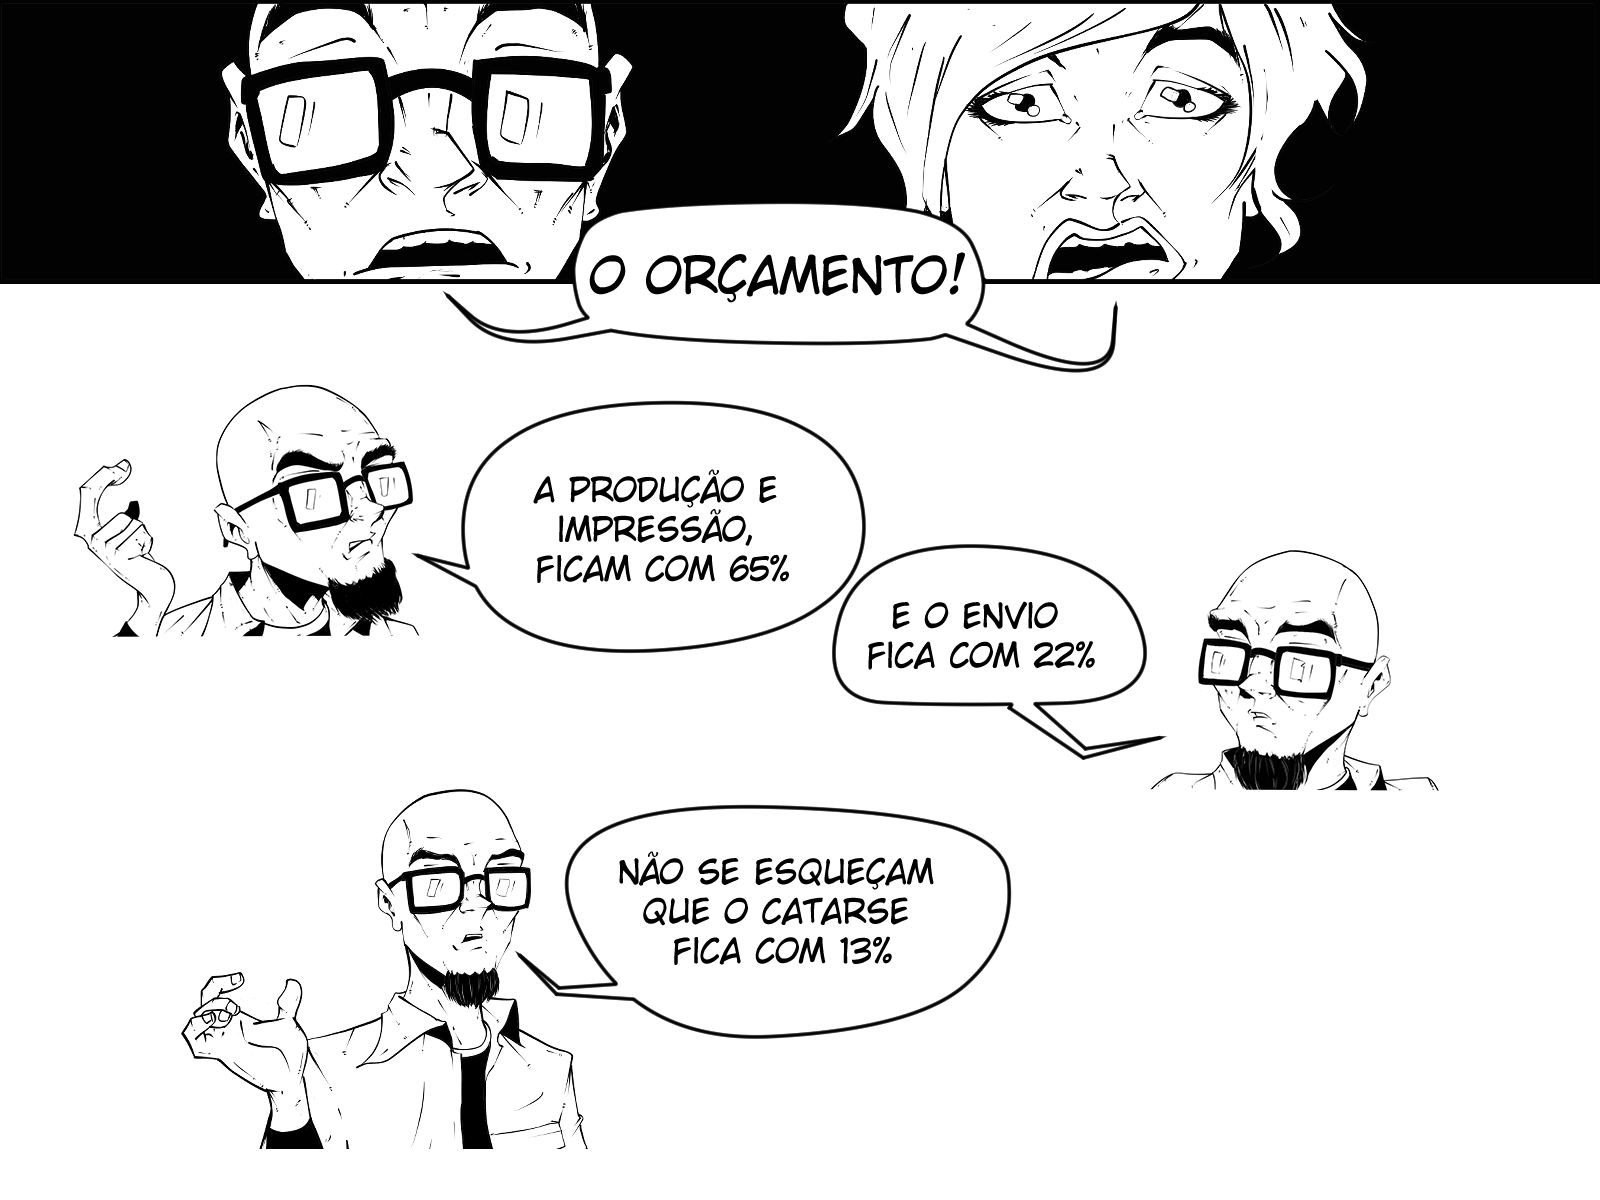 O ORÇAMENTO!
A PRODUÇÃO E
IMPRESSÃO,
FICAM COM 65%
E O ENVIO
FICA COM 22%
NÃO SE ESQUEÇAM
QUE O CATARSE
FICA COM 13%